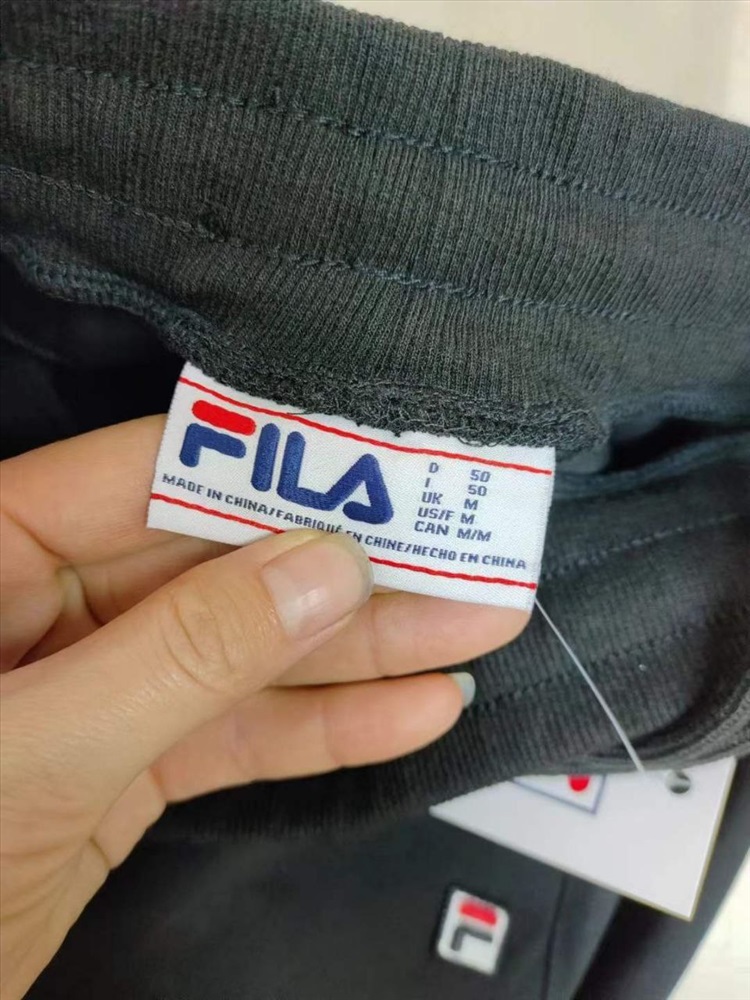 FILA
D 50
I 50
UK M
US/F M
CAN M/M
MADE IN CHINA/FABRIQUÉ EN CHINE/HECHO EN CHINA